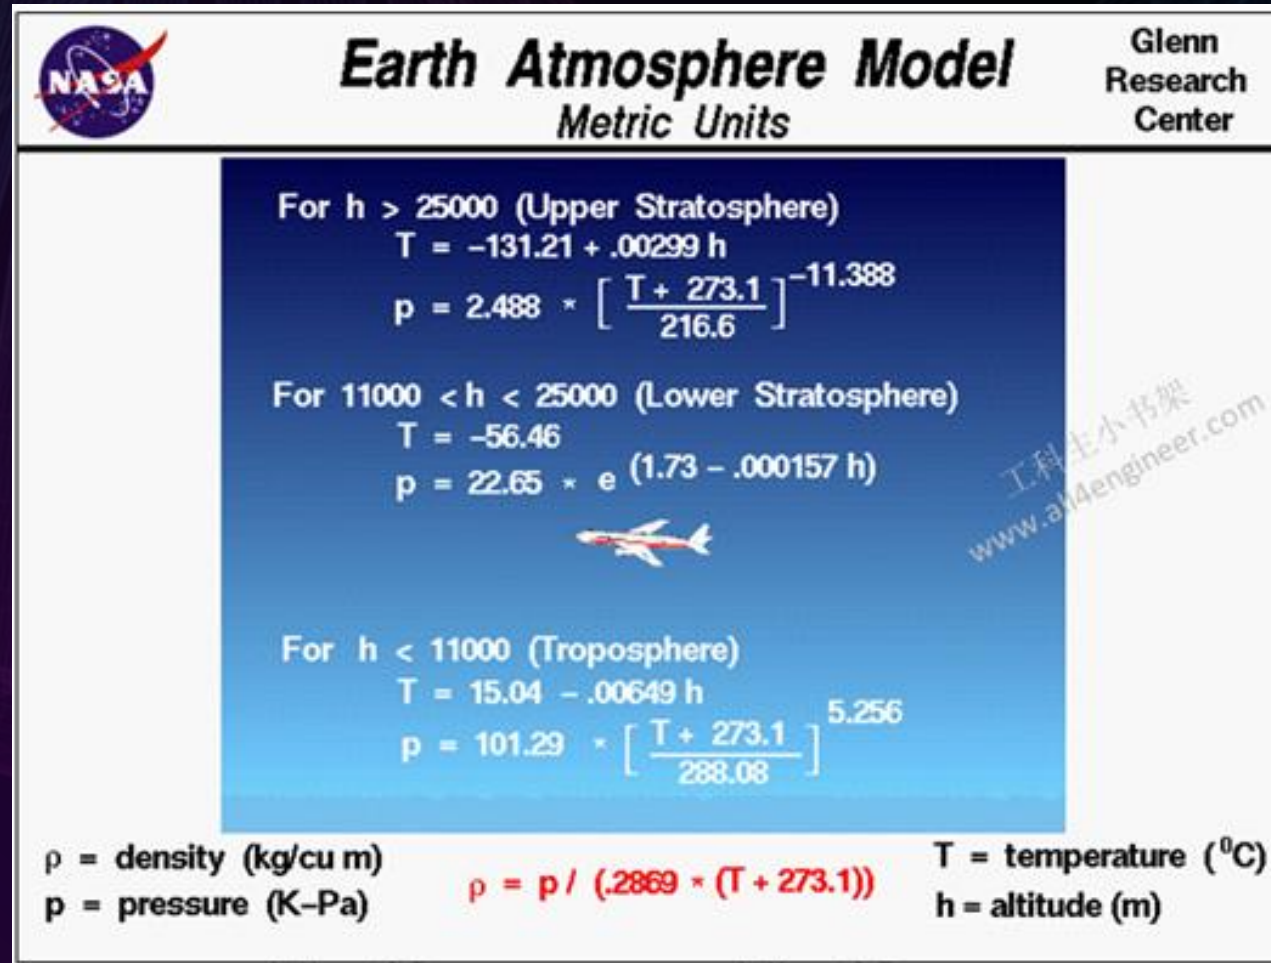 NASA
Earth Atmosphere Model
Metric Units
Glenn
Research
Center
For h > 25000 (Upper Stratosphere)
T = –131.21 + .00299 h
p = 2.488 * [ T + 273.1 / 216.6 ] –11.388
For 11000 < h < 25000 (Lower Stratosphere)
T = –56.46
p = 22.65 * e (1.73 – .000157 h)
For h < 11000 (Troposphere)
T = 15.04 – .00649 h
p = 101.29 * [ T + 273.1 / 288.08 ] 5.256
ρ = density (kg/cu m)
p = pressure (K–Pa)
ρ = p / (.2869 * (T + 273.1))
T = temperature (⁰C)
h = altitude (m)
工科生小书架
www.all4engineer.com